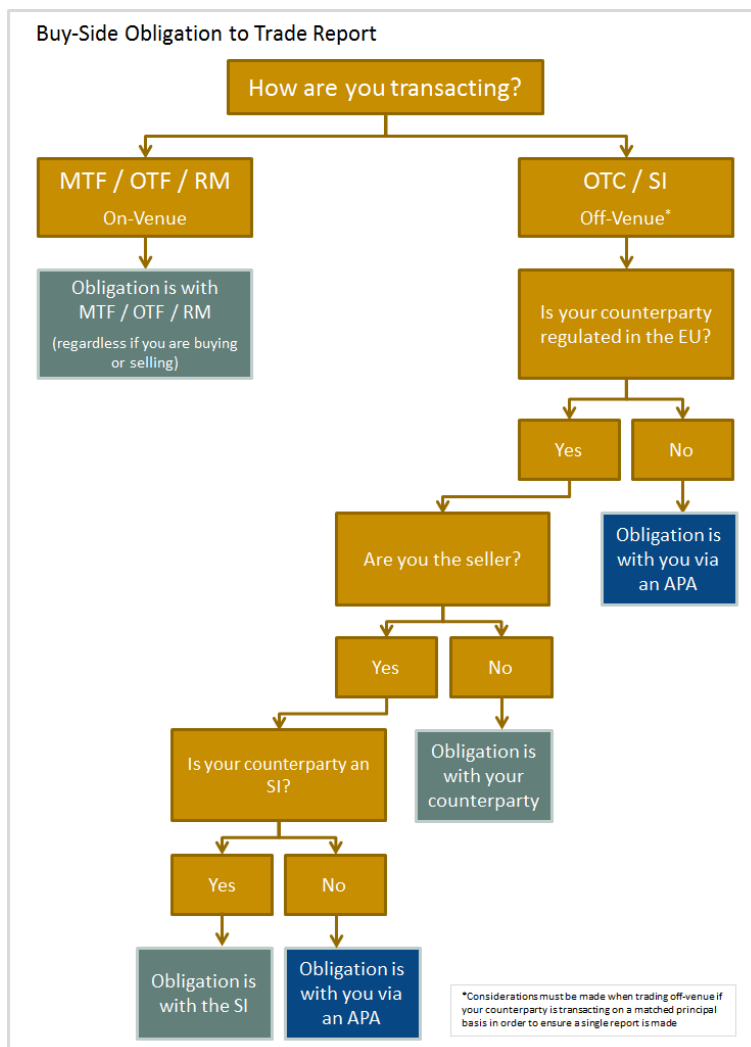 Buy-Side Obligation to Trade Report
How are you transacting?
MTF / OTF / RM
On-Venue
OTC / SI
Off-Venue*
Obligation is with
MTF / OTF / RM
(regardless if you are buying
or selling)
Is your counterparty
regulated in the EU?
Yes
No
Are you the seller?
Obligation is
with you via
an APA
Yes
No
Is your counterparty an
SI?
Obligation is
with your
counterparty
Yes
No
Obligation is
with the SI
Obligation is
with you via
an APA
*Considerations must be made when trading off-venue if
your counterparty is transacting on a matched principal
basis in order to ensure a single report is made